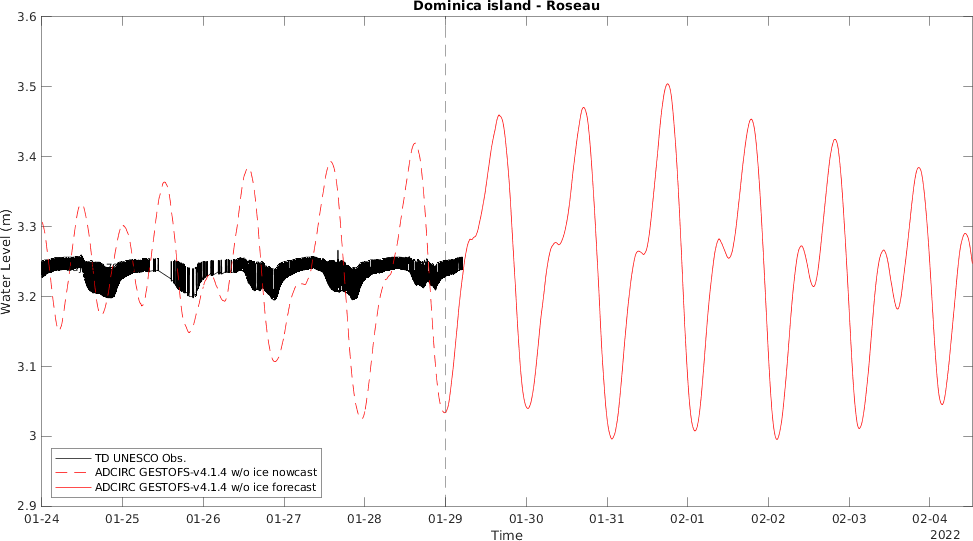 Dominica island - Roseau
3.6
3.5
3.4
3.3
3.2
3.1
3
2.9
Water Level (m)
TD UNESCO Obs.
ADCIRC GESTOFS-v4.1.4 w/o ice nowcast
ADCIRC GESTOFS-v4.1.4 w/o ice forecast
01-24 01-25 01-26 01-27 01-28 01-29 01-30 01-31 02-01 02-02 02-03 02-04
Time
2022